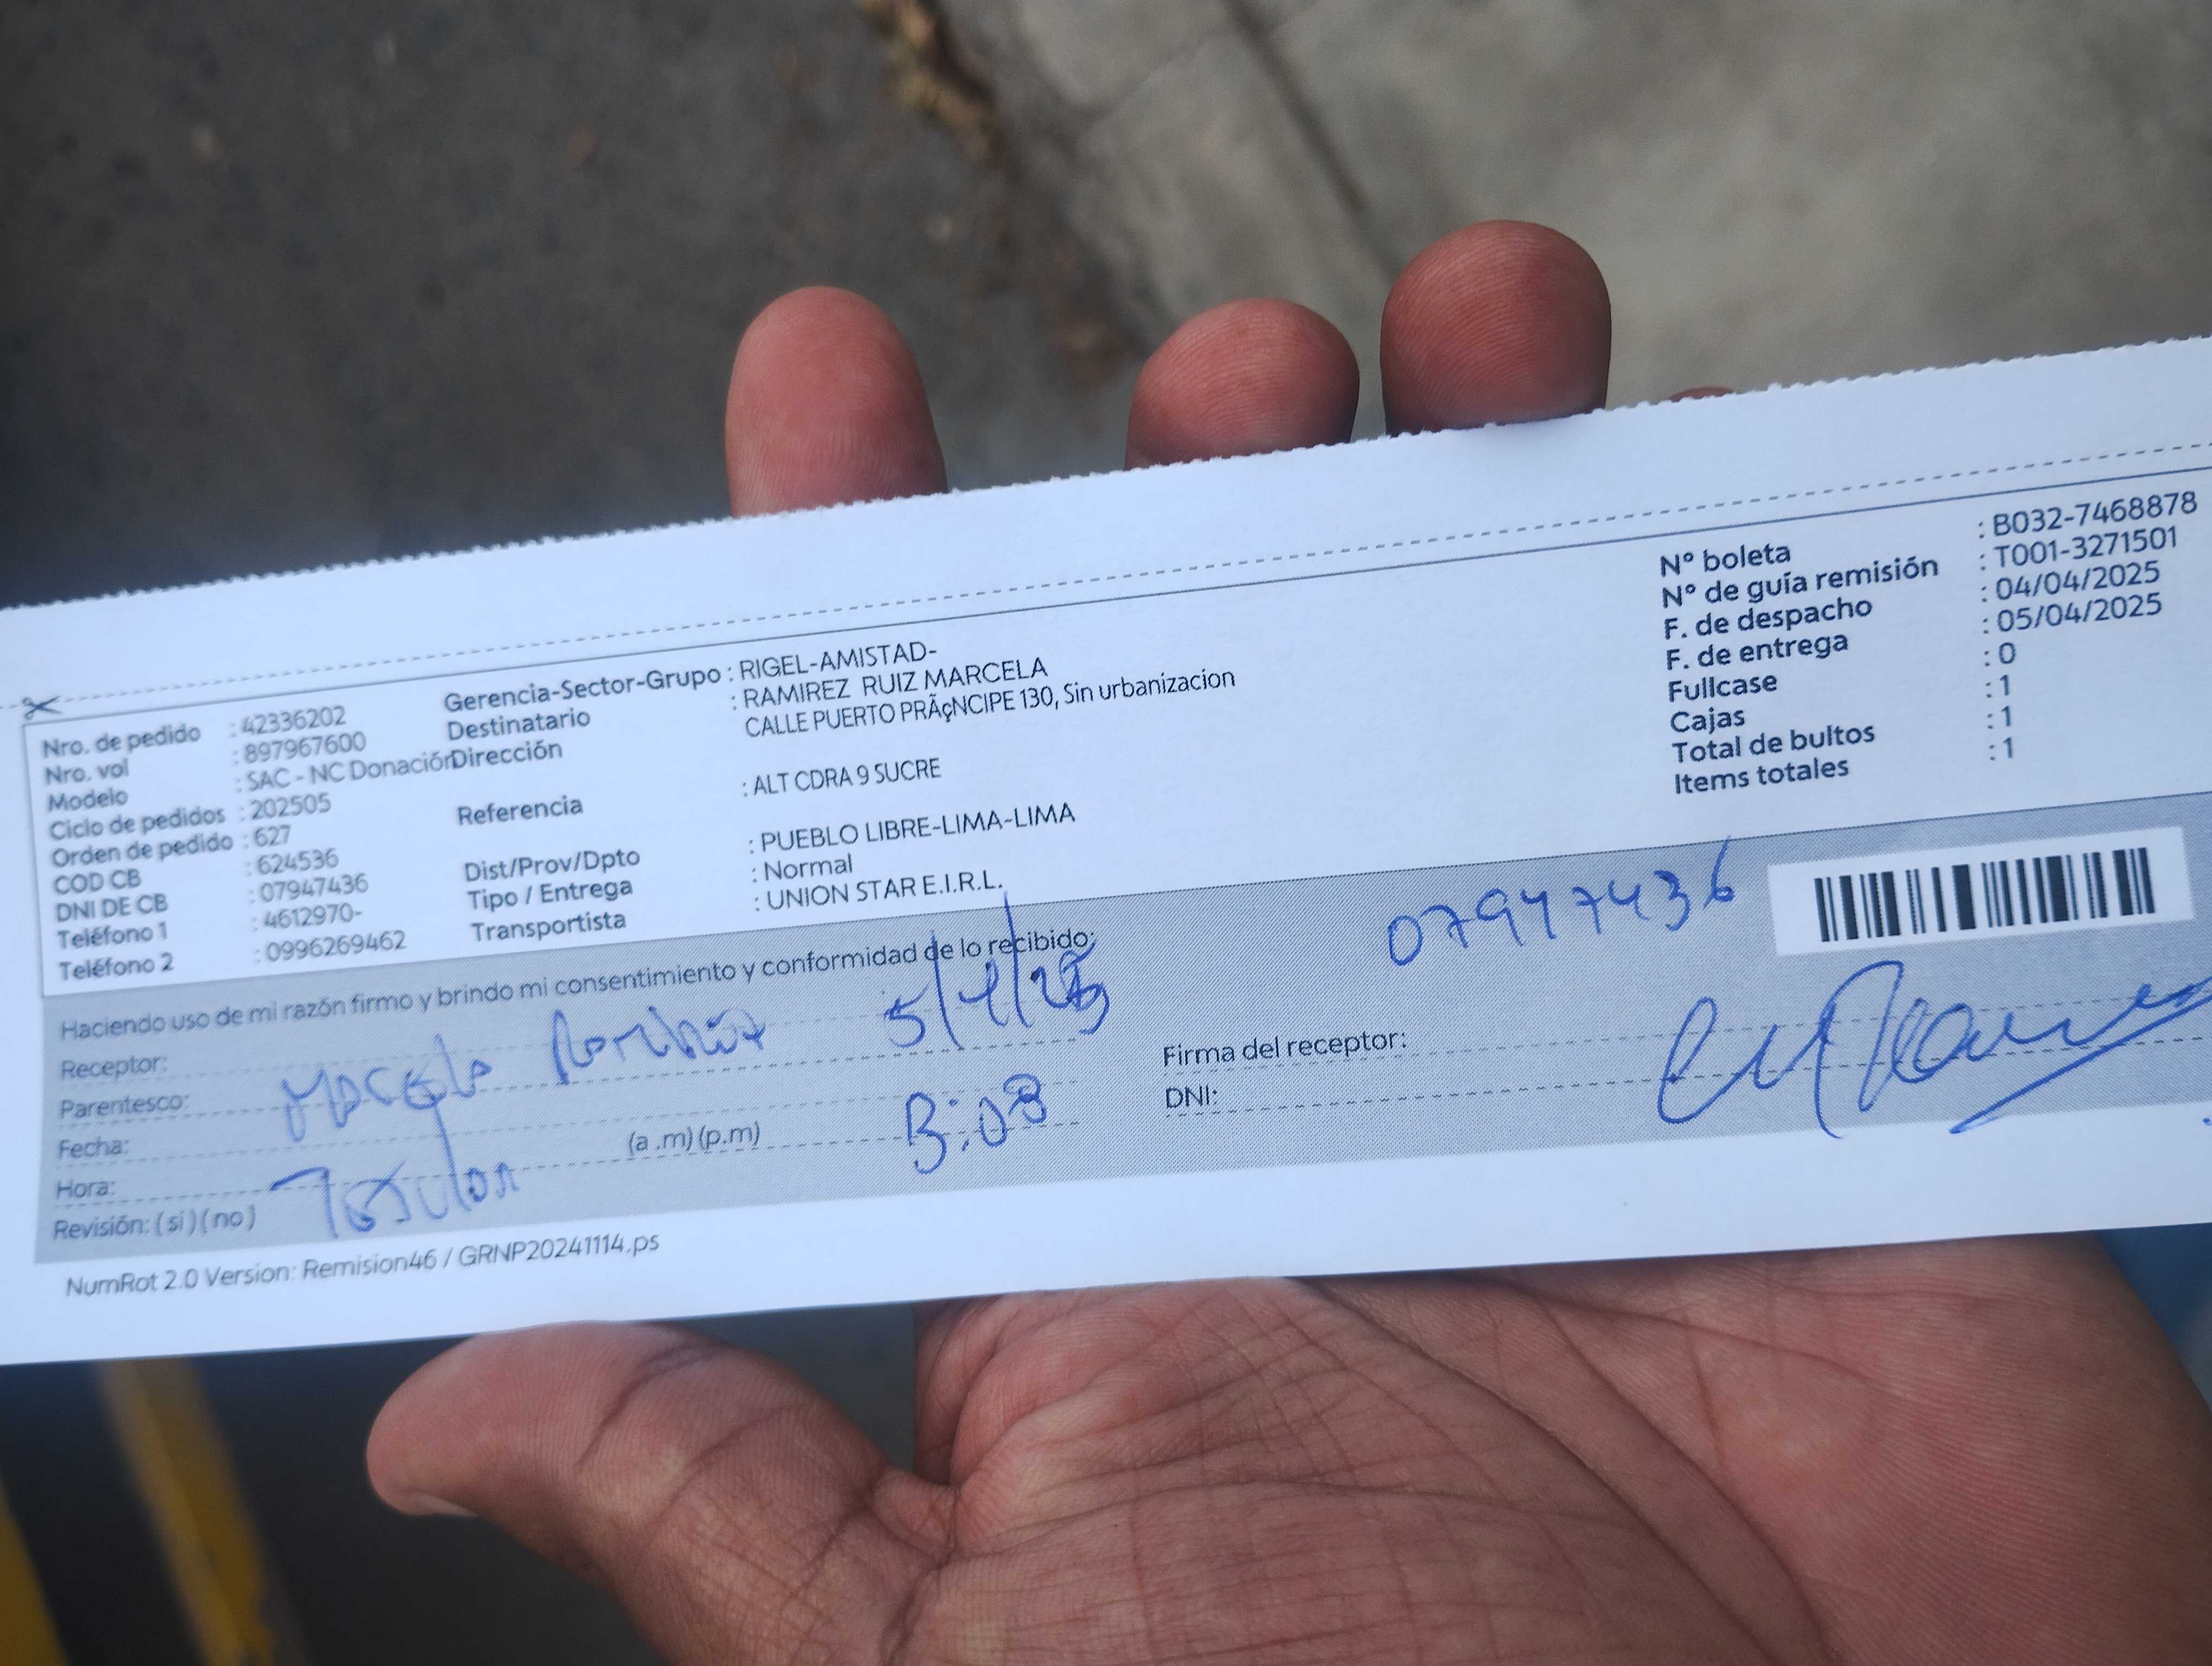 Nro. de pedido : 42336202
Nro. vol : 897967600
Modelo : SAC - NC Donación
Ciclo de pedidos : 202505
Orden de pedido : 627
COD CB : 624536
DNI DE CB : 07947436
Teléfono 1 : 4612970-
Teléfono 2 : 0996269462
Gerencia-Sector-Grupo : RIGEL-AMISTAD-
Destinatario : RAMIREZ RUIZ MARCELA
Dirección CALLE PUERTO PRÃçNCIPE 130, Sin urbanizacion
Referencia : ALT CDRA 9 SUCRE
Dist/Prov/Dpto : PUEBLO LIBRE-LIMA-LIMA
Tipo / Entrega : Normal
Transportista : UNION STAR E.I.R.L.
N° boleta : B032-7468878
N° de guía remisión : T001-3271501
F. de despacho : 04/04/2025
F. de entrega : 05/04/2025
Fullcase : 0
Cajas : 1
Total de bultos : 1
Items totales : 1
Haciendo uso de mi razón firmo y brindo mi consentimiento y conformidad de lo recibido:
Receptor: Marcela Ramirez 5/4/25
Parentesco:
Fecha:
Hora: (a .m) (p.m) 3:08
Revisión: ( si ) ( no )
07947436
Firma del receptor:
DNI:
NumRot 2.0 Version: Remision46 / GRNP20241114.ps